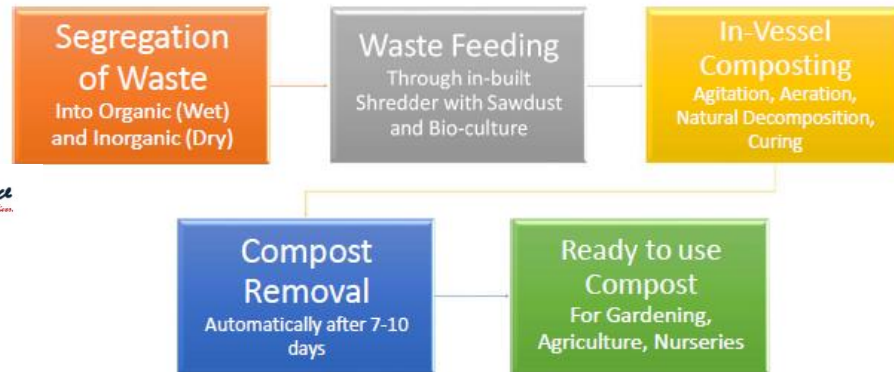 Segregation
of Waste
Into Organic (Wet)
and Inorganic (Dry)
Waste Feeding
Through in-built
Shredder with Sawdust
and Bio-culture
In-Vessel
Composting
Agitation, Aeration,
Natural Decomposition,
Curing
Compost
Removal
Automatically after 7-10
days
Ready to use
Compost
For Gardening,
Agriculture, Nurseries